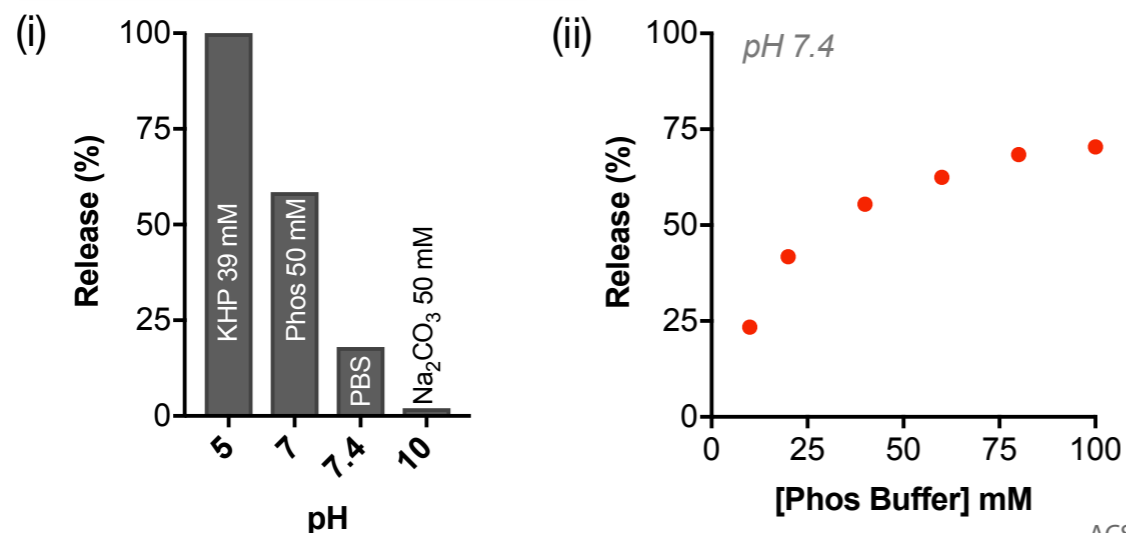 (i)
Release (%)
100
75
50
25
0
KHP 39 mM
Phos 50 mM
PBS
Na₂CO₃ 50 mM
5
7
7.4
10
pH
(ii)
pH 7.4
Release (%)
100
75
50
25
0
0
25
50
75
100
[Phos Buffer] mM